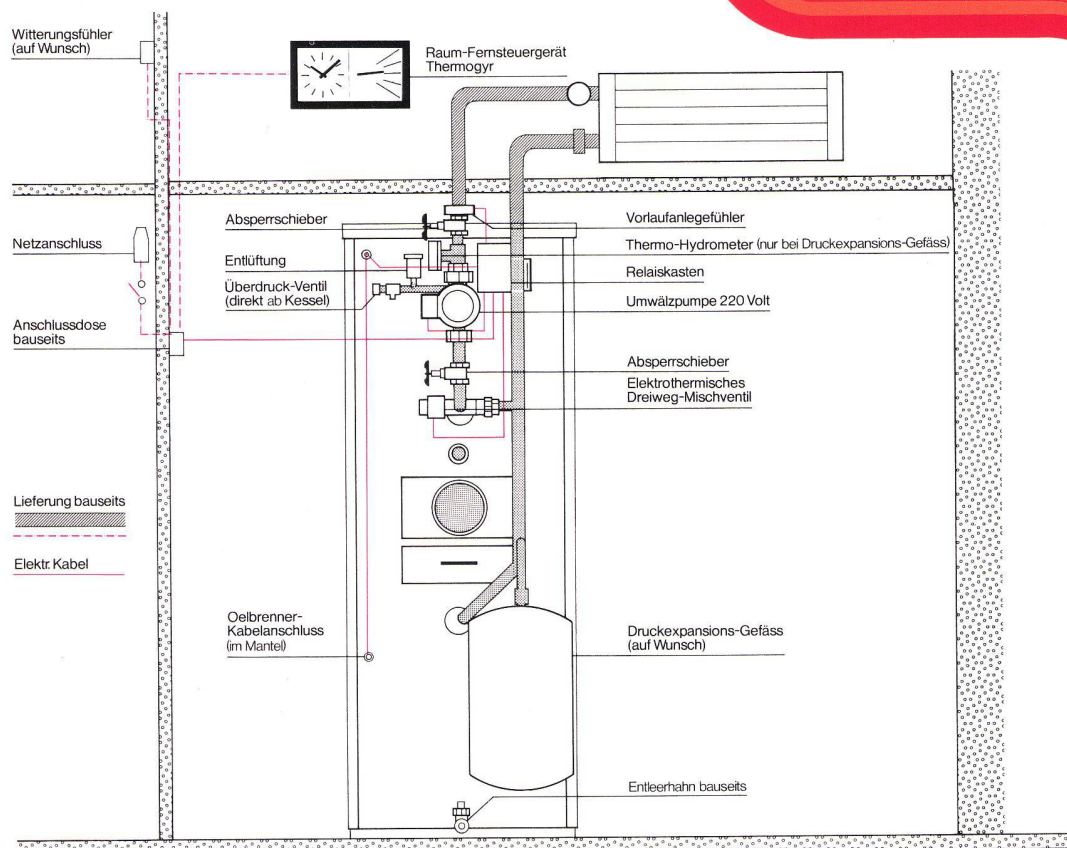 Witterungsfühler
(auf Wunsch)
Raum-Fernsteuergerät
Thermogyr
Absperrschieber
Vorlaufanlegefühler
Netzanschluss
Thermo-Hydrometer (nur bei Druckexpansions-Gefäss)
Entlüftung
Relaiskasten
Überdruck-Ventil
(direkt ab Kessel)
Umwälzpumpe 220 Volt
Anschlussdose
bauseits
Absperrschieber
Elektrothermisches
Dreiweg-Mischventil
Lieferung bauseits
Elektr. Kabel
Oelbrenner-
Kabelanschluss
(im Mantel)
Druckexpansions-Gefäss
(auf Wunsch)
Entleerhahn bauseits